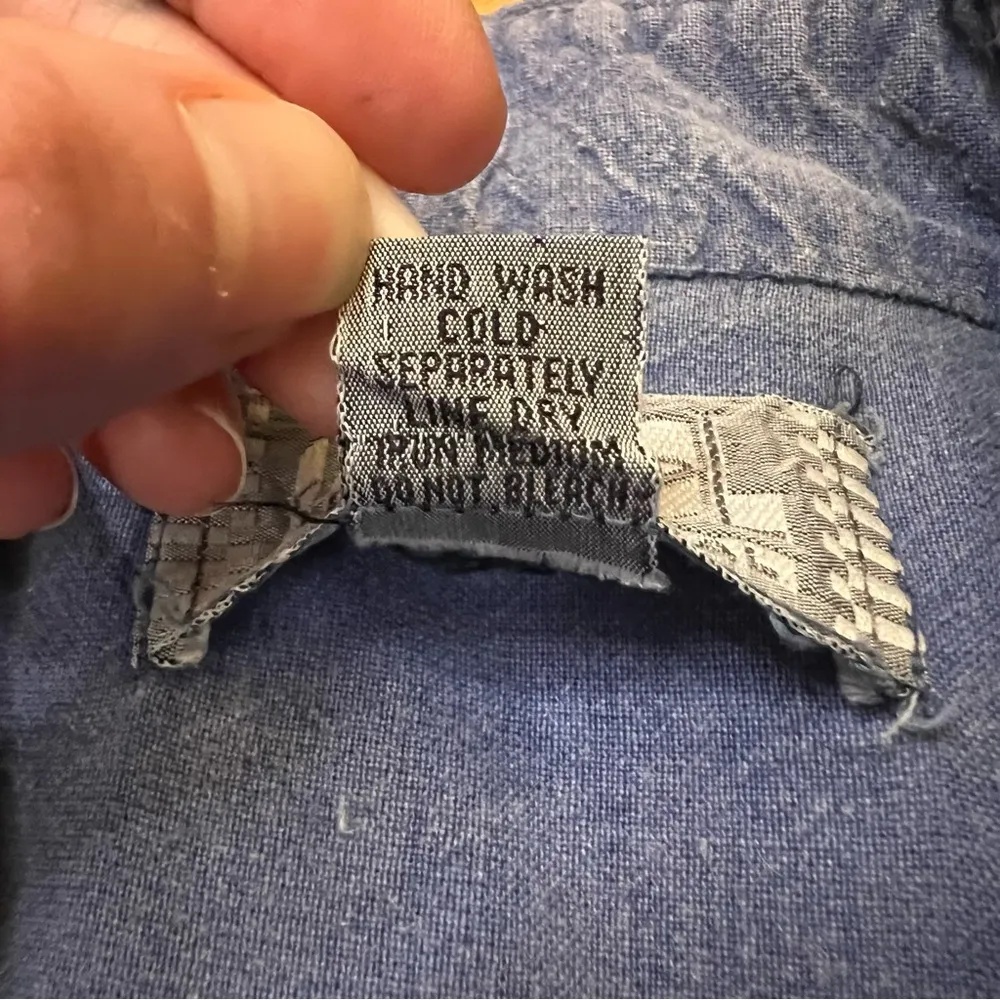 HAND WASH
COLD
SEPARATELY
LINE DRY
IRON MEDIUM
DO NOT BLEACH